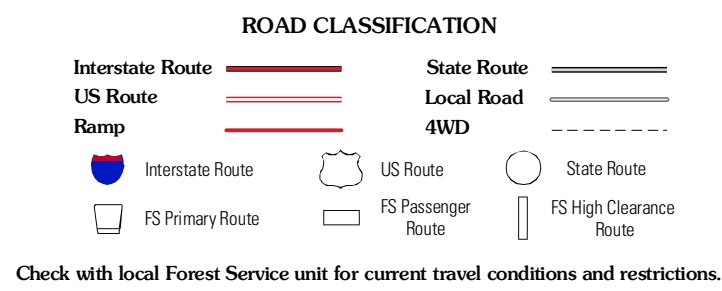 ROAD CLASSIFICATION
Interstate Route
State Route
US Route
Local Road
Ramp
4WD
Interstate Route
US Route
State Route
FS Primary Route
FS Passenger
Route
FS High Clearance
Route
Check with local Forest Service unit for current travel conditions and restrictions.